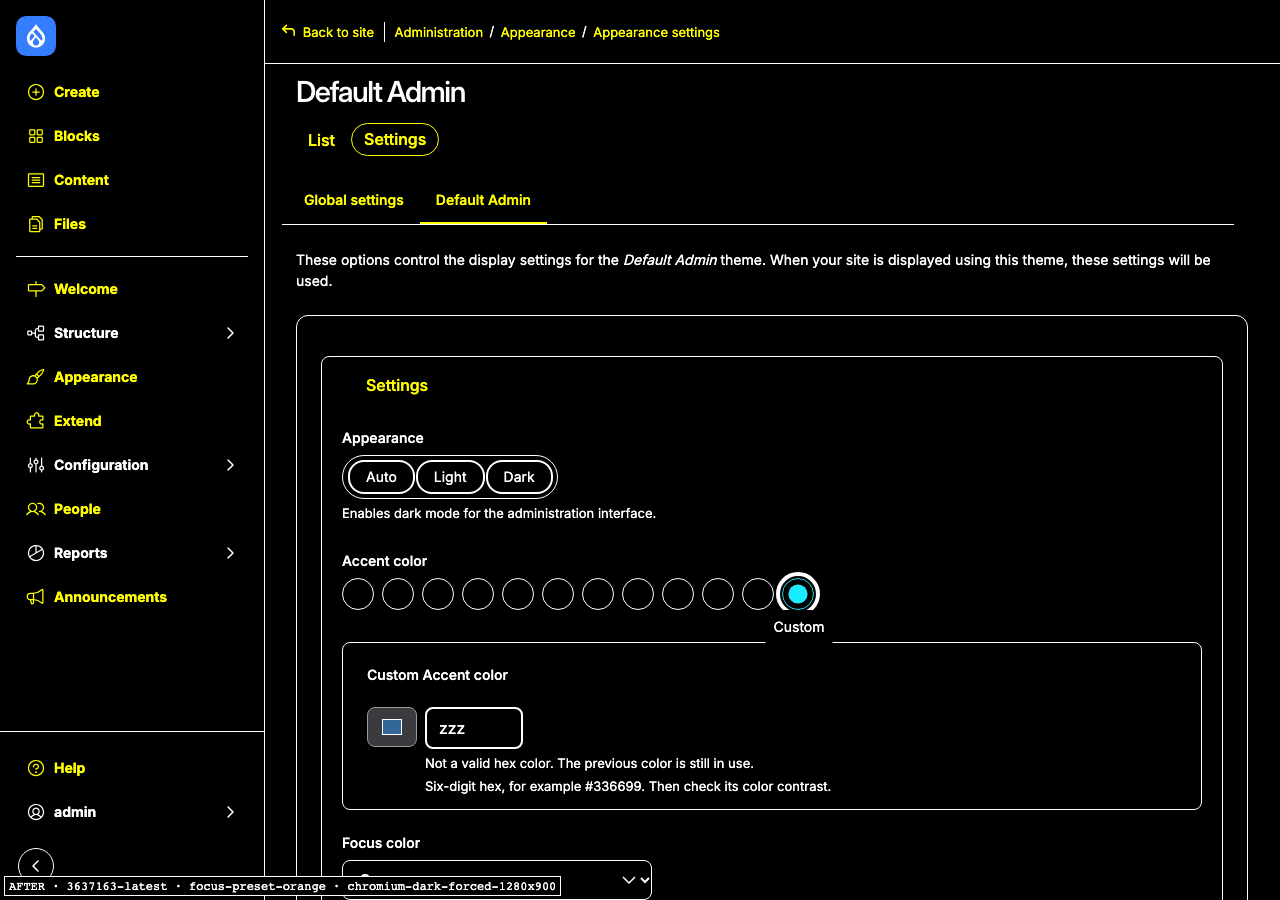 Back to site
Administration / Appearance / Appearance settings
Create
Blocks
Content
Files
Welcome
Structure
Appearance
Extend
Configuration
People
Reports
Announcements
Help
admin
Default Admin
List
Settings
Global settings
Default Admin
These options control the display settings for the Default Admin theme. When your site is displayed using this theme, these settings will be
used.
Settings
Appearance
Auto
Light
Dark
Enables dark mode for the administration interface.
Accent color
Custom
Custom Accent color
zzz
Not a valid hex color. The previous color is still in use.
Six-digit hex, for example #336699. Then check its color contrast.
Focus color
AFTER · 3637163-latest · focus-preset-orange · chromium-dark-forced-1280x900